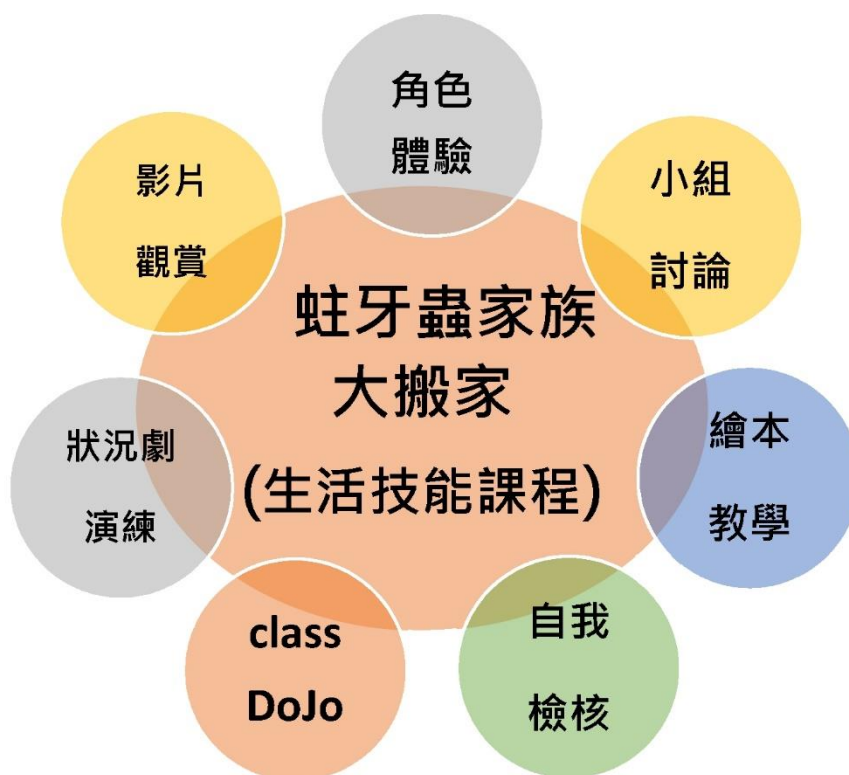 蛀牙蟲家族
大搬家
(生活技能課程)
角色
體驗
小組
討論
繪本
教學
自我
檢核
class
DoJo
狀況劇
演練
影片
觀賞